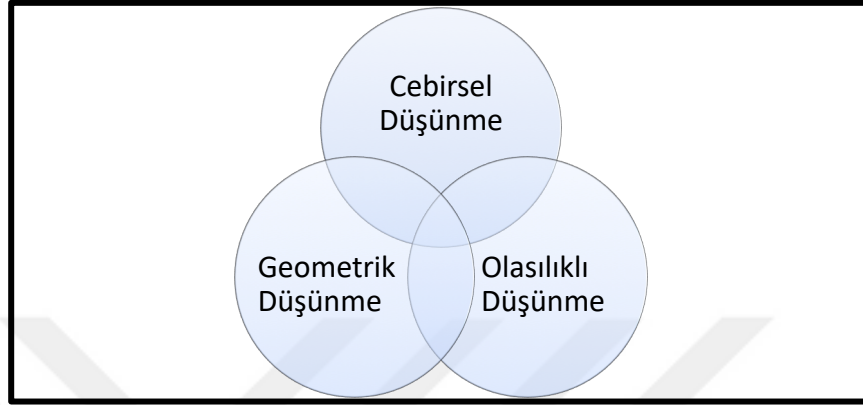 Cebirsel
Düşünme
Geometrik
Düşünme
Olasılıklı
Düşünme